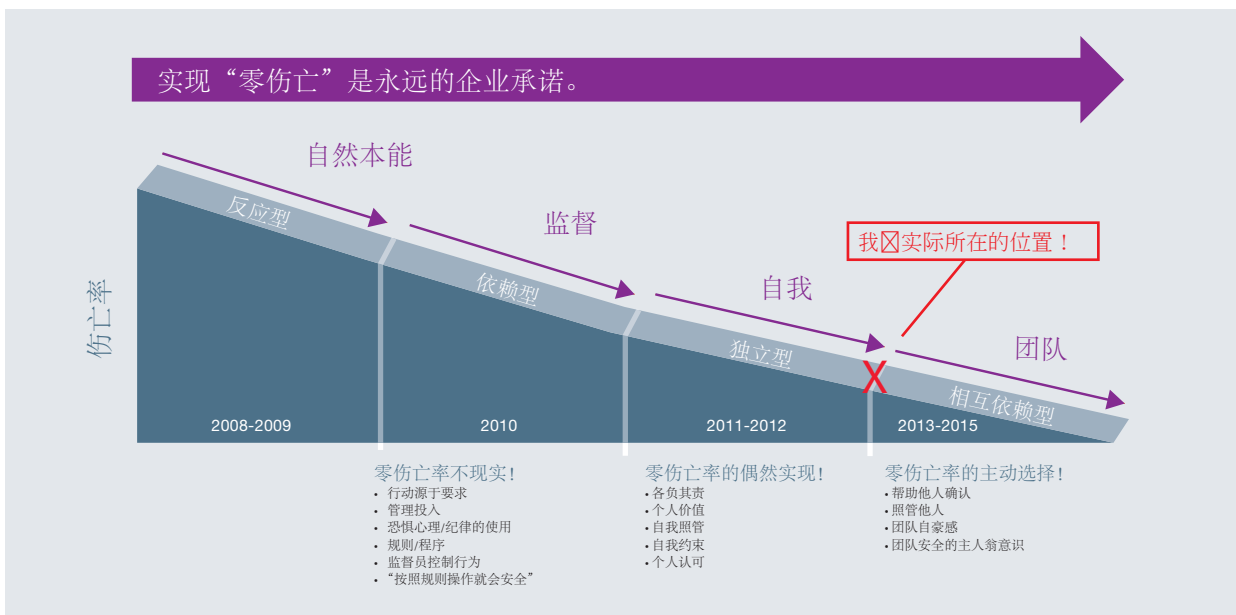 实现“零伤亡”是永远的企业承诺。
自然本能
监督
自我
团队
我实际所在的位置！
反应型
依赖型
独立型
相互依赖型
伤亡率
2008-2009
2010
2011-2012
2013-2015
零伤亡率不现实！
• 行动源于要求
• 管理投入
• 恐惧心理/纪律的使用
• 规则/程序
• 监督员控制行为
• “按照规则操作就会安全”
零伤亡率的偶然实现！
• 各负其责
• 个人价值
• 自我照管
• 自我约束
• 个人认可
零伤亡率的主动选择！
• 帮助他人确认
• 照管他人
• 团队自豪感
• 团队安全的主人翁意识
X